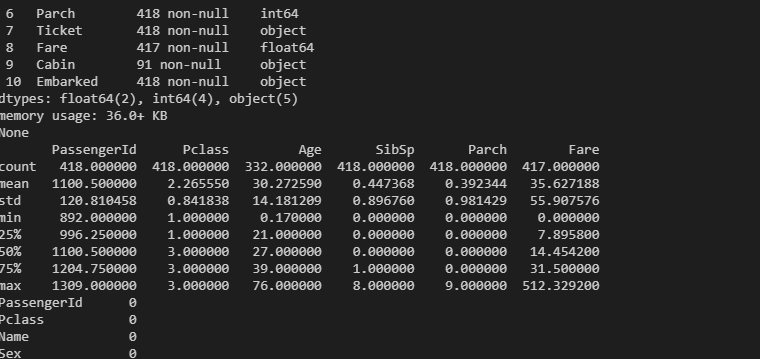 6   Parch        418 non-null    int64
7   Ticket       418 non-null    object
8   Fare         417 non-null    float64
9   Cabin        91 non-null     object
10  Embarked     418 non-null    object
dtypes: float64(2), int64(4), object(5)
memory usage: 36.0+ KB
None
       PassengerId      Pclass         Age       SibSp       Parch        Fare
count   418.000000  418.000000  332.000000  418.000000  418.000000  417.000000
mean   1100.500000    2.265550   30.272590    0.447368    0.392344   35.627188
std     120.810458    0.841838   14.181209    0.896760    0.981429   55.907576
min     892.000000    1.000000    0.170000    0.000000    0.000000    0.000000
25%     996.250000    1.000000   21.000000    0.000000    0.000000    7.895800
50%    1100.500000    3.000000   27.000000    0.000000    0.000000   14.454200
75%    1204.750000    3.000000   39.000000    1.000000    0.000000   31.500000
max    1309.000000    3.000000   76.000000    8.000000    9.000000  512.329200
PassengerId      0
Pclass           0
Name             0
Sex              0